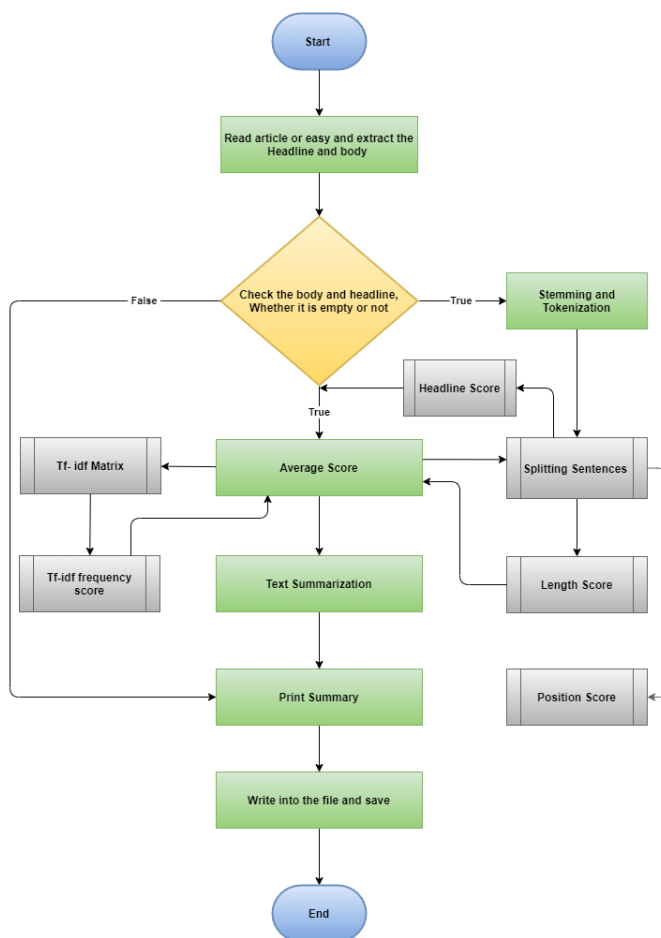 Start
Read article or easy and extract the
Headline and body
Check the body and headline,
Whether it is empty or not
False
True
Stemming and
Tokenization
Headline Score
True
Tf- idf Matrix
Average Score
Splitting Sentences
Tf-idf frequency
score
Text Summarization
Length Score
Print Summary
Position Score
Write into the file and save
End